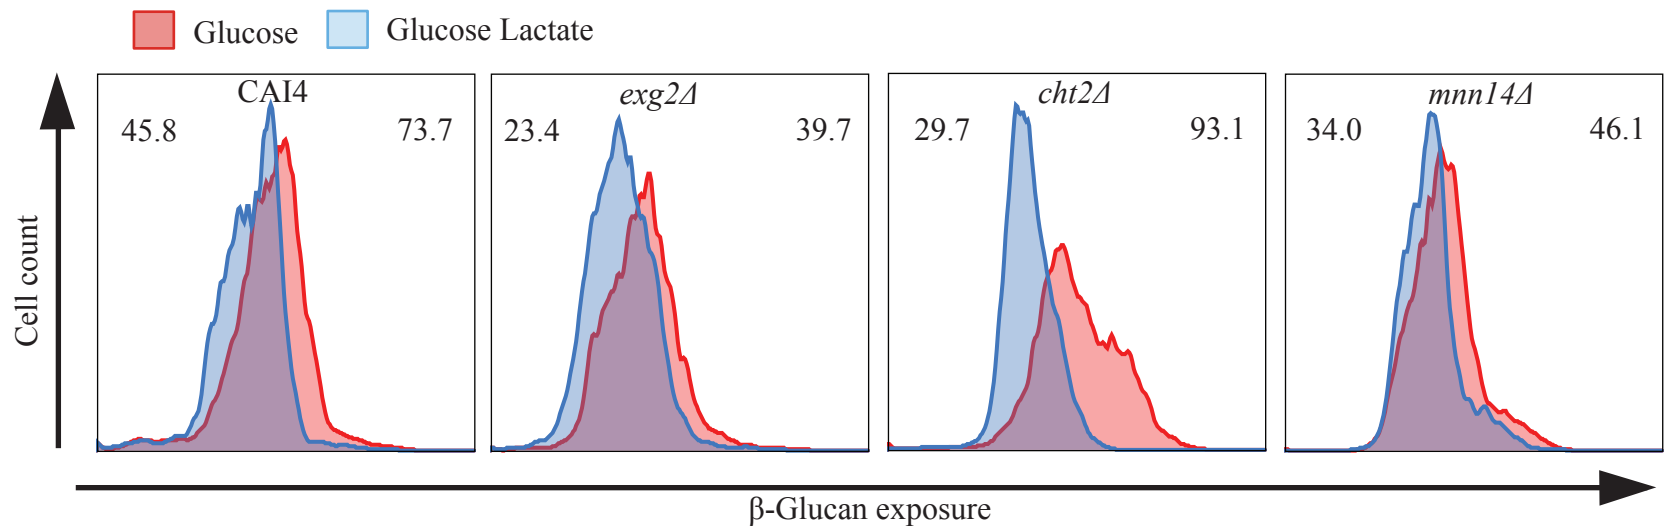 Glucose
Glucose Lactate
CAI4
45.8
73.7
exg2Δ
23.4
39.7
cht2Δ
29.7
93.1
mnn14Δ
34.0
46.1
Cell count
β-Glucan exposure